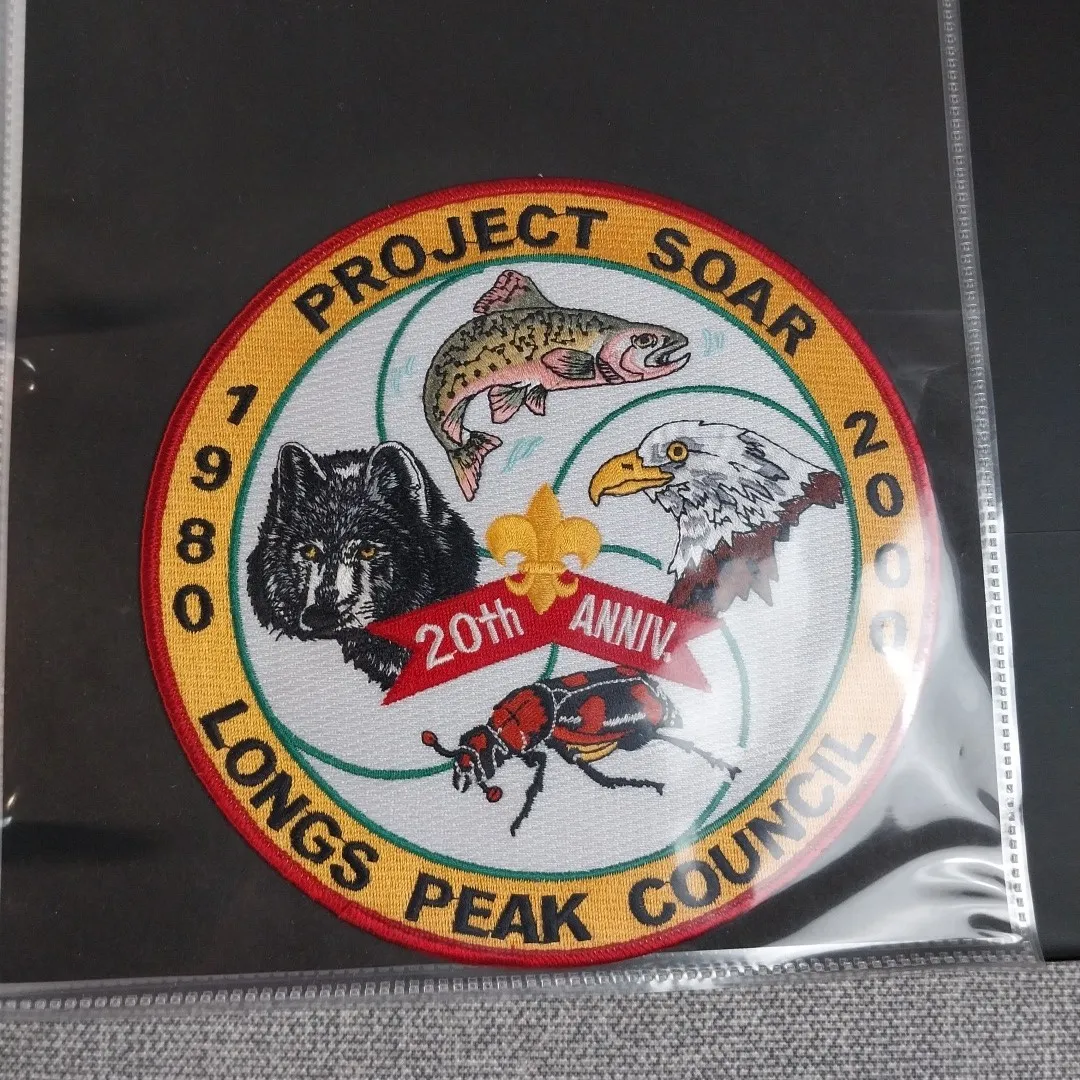 PROJECT SOAR
1980
2000
20th ANNIV.
LONGS PEAK COUNCIL